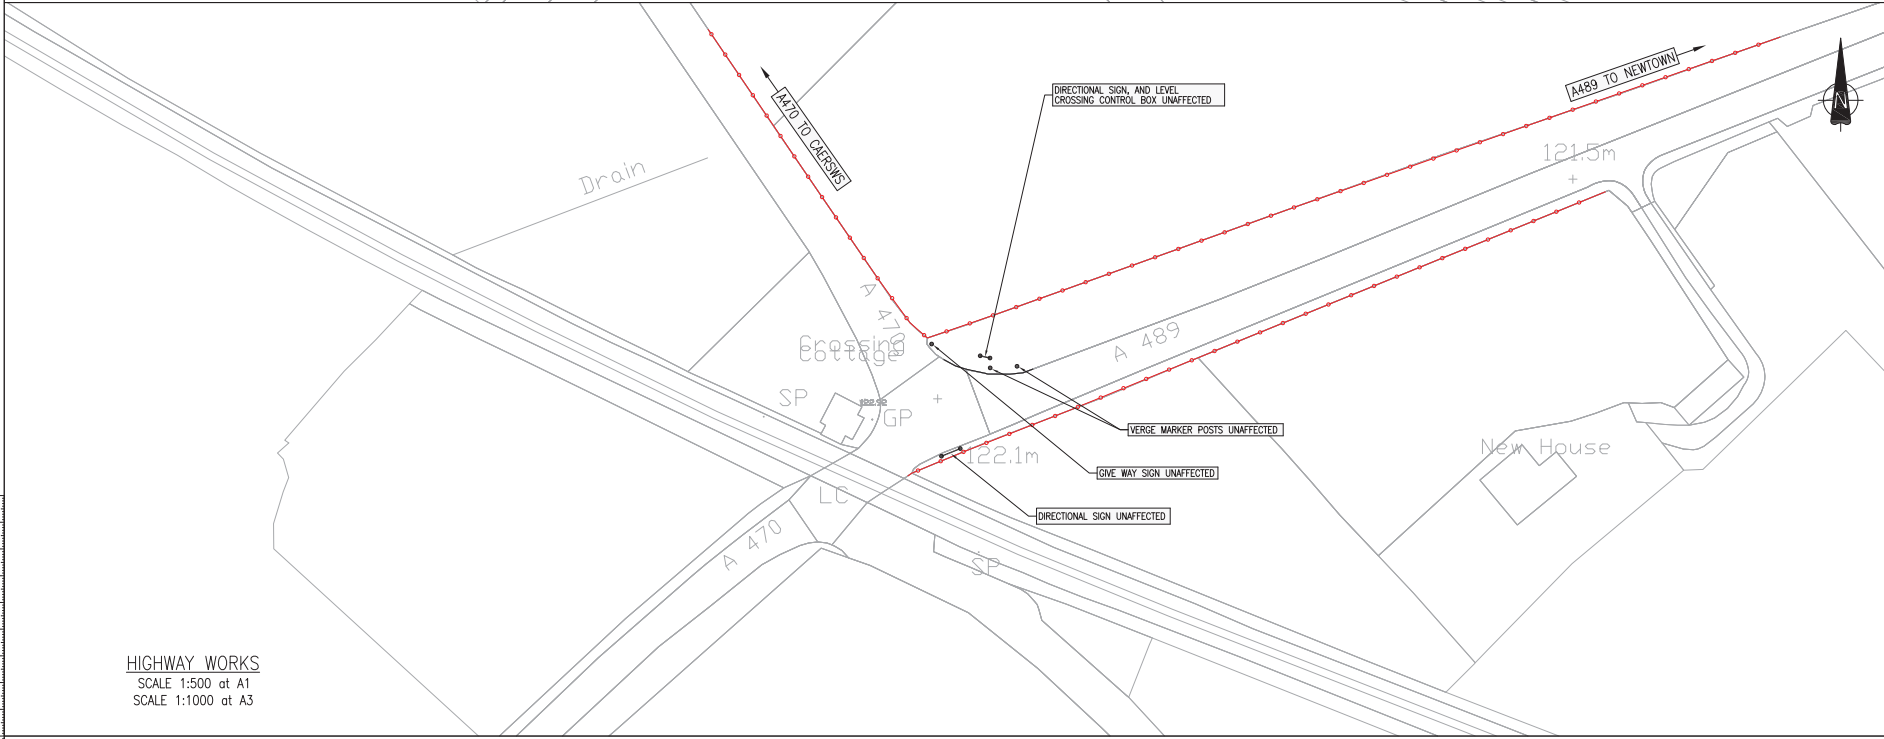 DIRECTIONAL SIGN, AND LEVEL
CROSSING CONTROL BOX UNAFFECTED
A489 TO NEWTOWN
N
A470 TO CAERSWS
Drain
121.5m
A 470
Crossing
Cottage
A 489
SP
122.92
GP
VERGE MARKER POSTS UNAFFECTED
122.1m
New House
GIVE WAY SIGN UNAFFECTED
LC
DIRECTIONAL SIGN UNAFFECTED
A 470
SP
HIGHWAY WORKS
SCALE 1:500 at A1
SCALE 1:1000 at A3